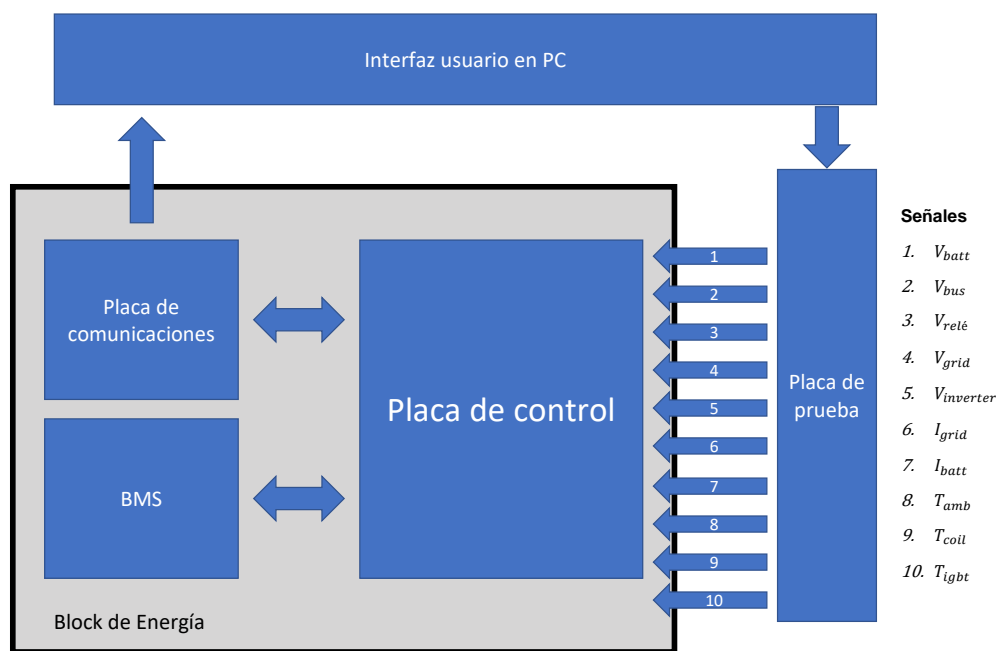 Interfaz usuario en PC
Placa de
comunicaciones
BMS
Placa de control
Block de Energía
1
2
3
4
5
6
7
8
9
10
Placa de
prueba
Señales
1. V_batt
2. V_bus
3. V_relé
4. V_grid
5. V_inverter
6. I_grid
7. I_batt
8. T_amb
9. T_coil
10. T_igbt